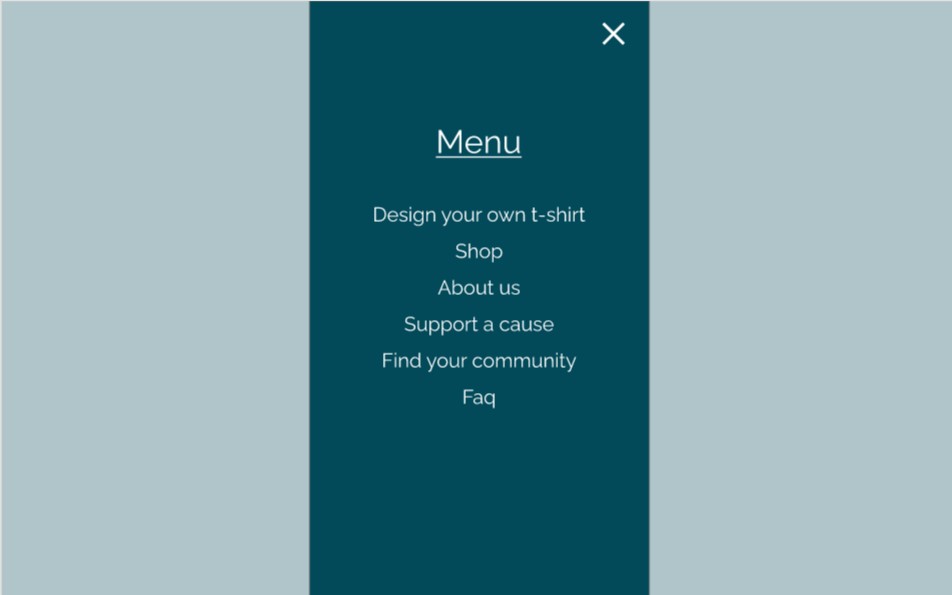 Menu
Design your own t-shirt
Shop
About us
Support a cause
Find your community
Faq